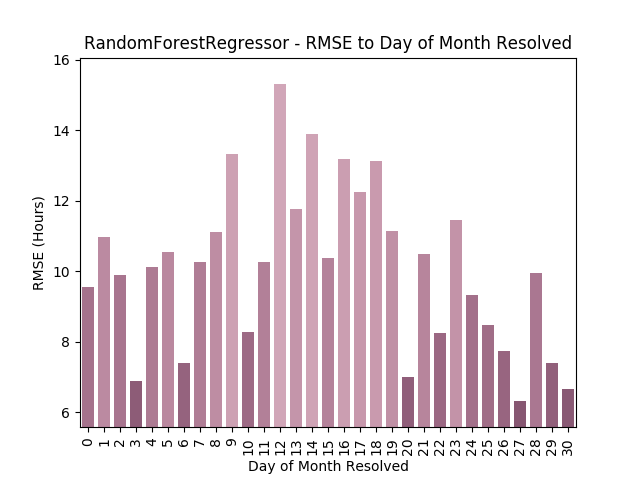 RandomForestRegressor - RMSE to Day of Month Resolved
16
14
12
10
8
6
RMSE (Hours)
0 1 2 3 4 5 6 7 8 9 10 11 12 13 14 15 16 17 18 19 20 21 22 23 24 25 26 27 28 29 30
Day of Month Resolved